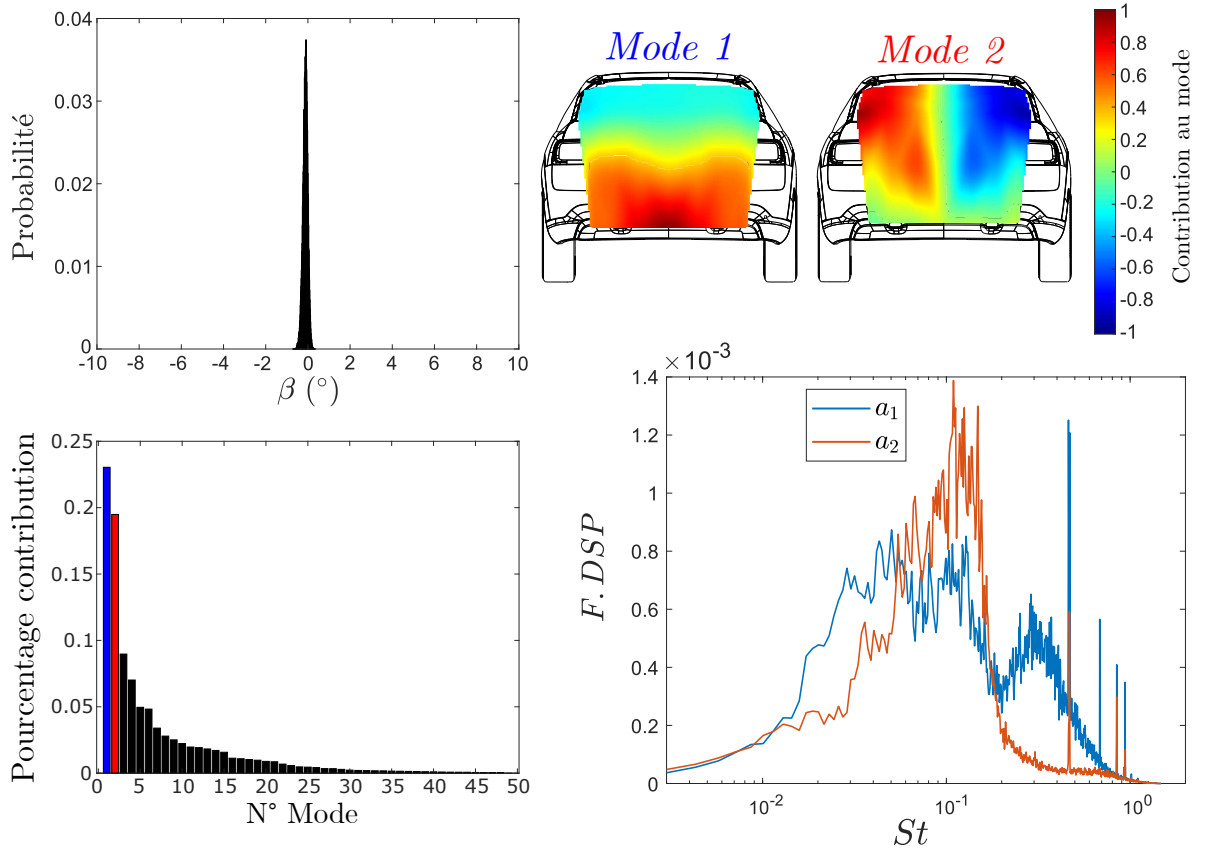 0.04
0.03
0.02
0.01
0
Probabilité
-10 -8 -6 -4 -2 0 2 4 6 8 10
β (°)
Mode 1
Mode 2
1
0.8
0.6
0.4
0.2
0
-0.2
-0.4
-0.6
-0.8
-1
Contribution au mode
0.25
0.2
0.15
0.1
0.05
0
Pourcentage contribution
0 5 10 15 20 25 30 35 40 45 50
N° Mode
×10⁻³
1.4
1.2
1
0.8
0.6
0.4
0.2
0
F.DSP
a₁
a₂
10⁻² 10⁻¹ 10⁰
St